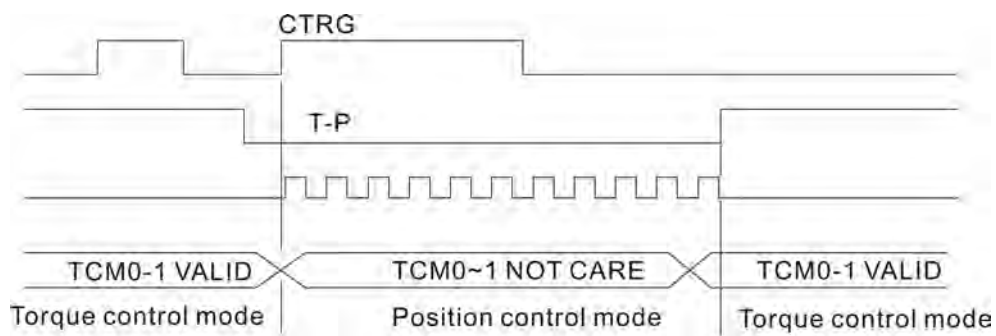 CTRG
T-P
TCM0-1 VALID TCM0~1 NOT CARE TCM0-1 VALID
Torque control mode Position control mode Torque control mode